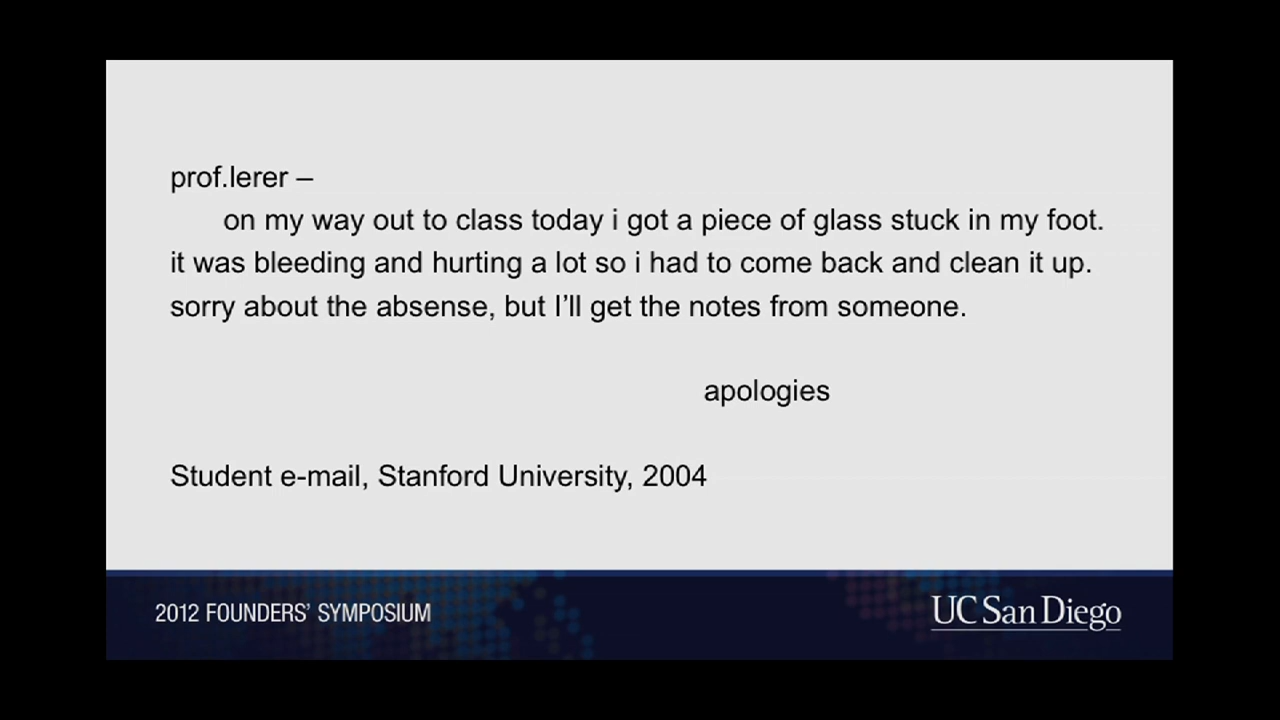 prof.lerer –
on my way out to class today i got a piece of glass stuck in my foot.
it was bleeding and hurting a lot so i had to come back and clean it up.
sorry about the absense, but I’ll get the notes from someone.
apologies
Student e-mail, Stanford University, 2004
2012 FOUNDERS’ SYMPOSIUM
UC San Diego